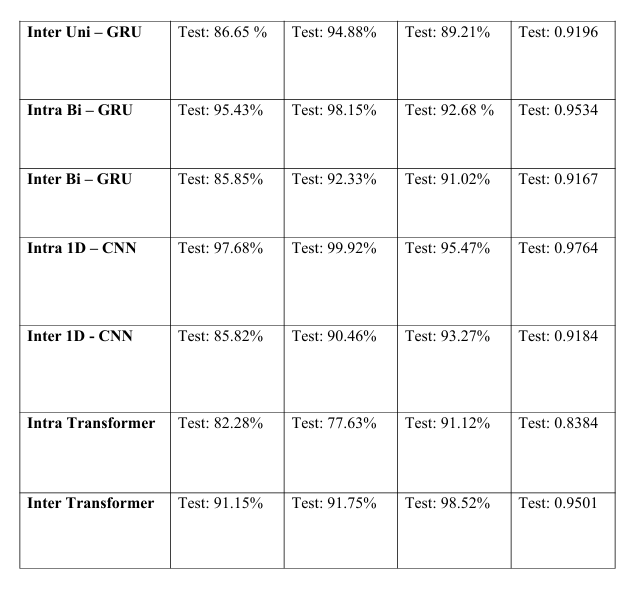 Inter Uni – GRU Test: 86.65 % Test: 94.88% Test: 89.21% Test: 0.9196
Intra Bi – GRU Test: 95.43% Test: 98.15% Test: 92.68 % Test: 0.9534
Inter Bi – GRU Test: 85.85% Test: 92.33% Test: 91.02% Test: 0.9167
Intra 1D – CNN Test: 97.68% Test: 99.92% Test: 95.47% Test: 0.9764
Inter 1D - CNN Test: 85.82% Test: 90.46% Test: 93.27% Test: 0.9184
Intra Transformer Test: 82.28% Test: 77.63% Test: 91.12% Test: 0.8384
Inter Transformer Test: 91.15% Test: 91.75% Test: 98.52% Test: 0.9501